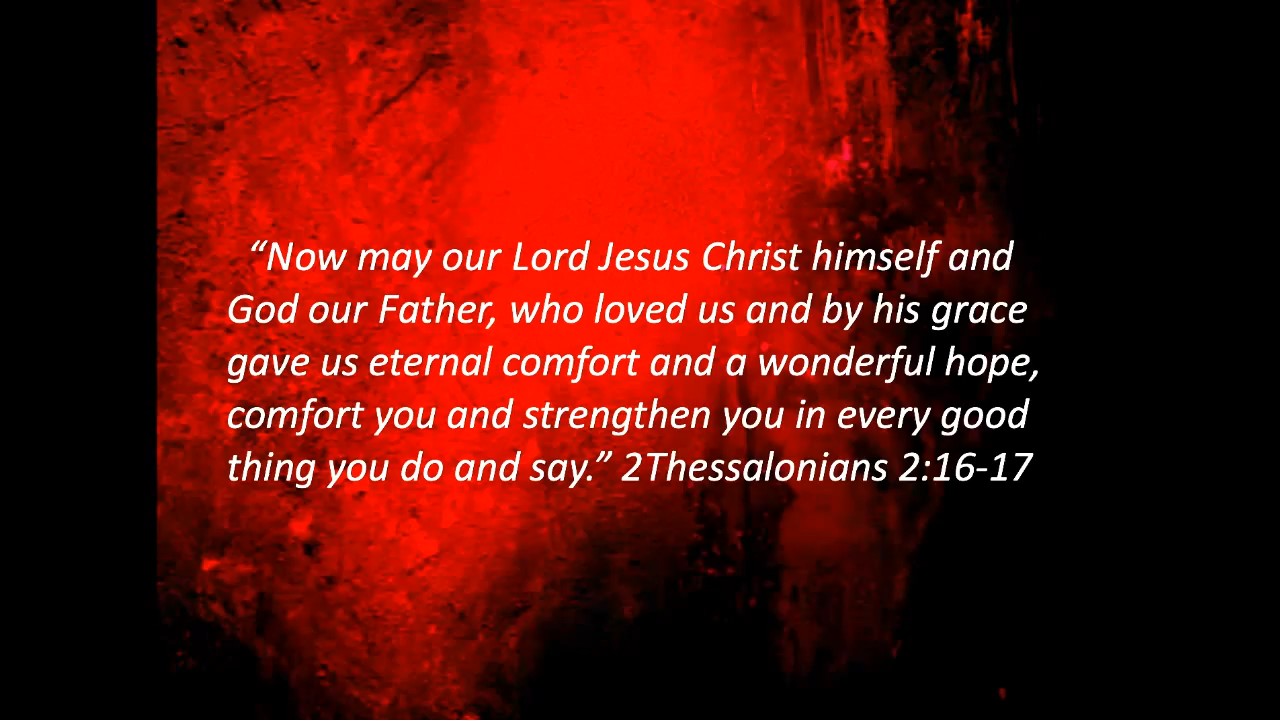 “Now may our Lord Jesus Christ himself and
God our Father, who loved us and by his grace
gave us eternal comfort and a wonderful hope,
comfort you and strengthen you in every good
thing you do and say.” 2Thessalonians 2:16-17